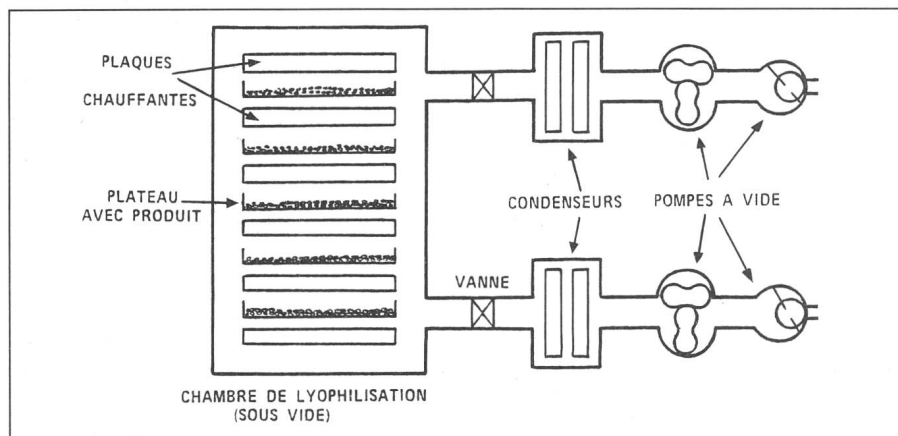 PLAQUES
CHAUFFANTES
PLATEAU
AVEC PRODUIT
CONDENSEURS
POMPES A VIDE
VANNE
CHAMBRE DE LYOPHILISATION
(SOUS VIDE)